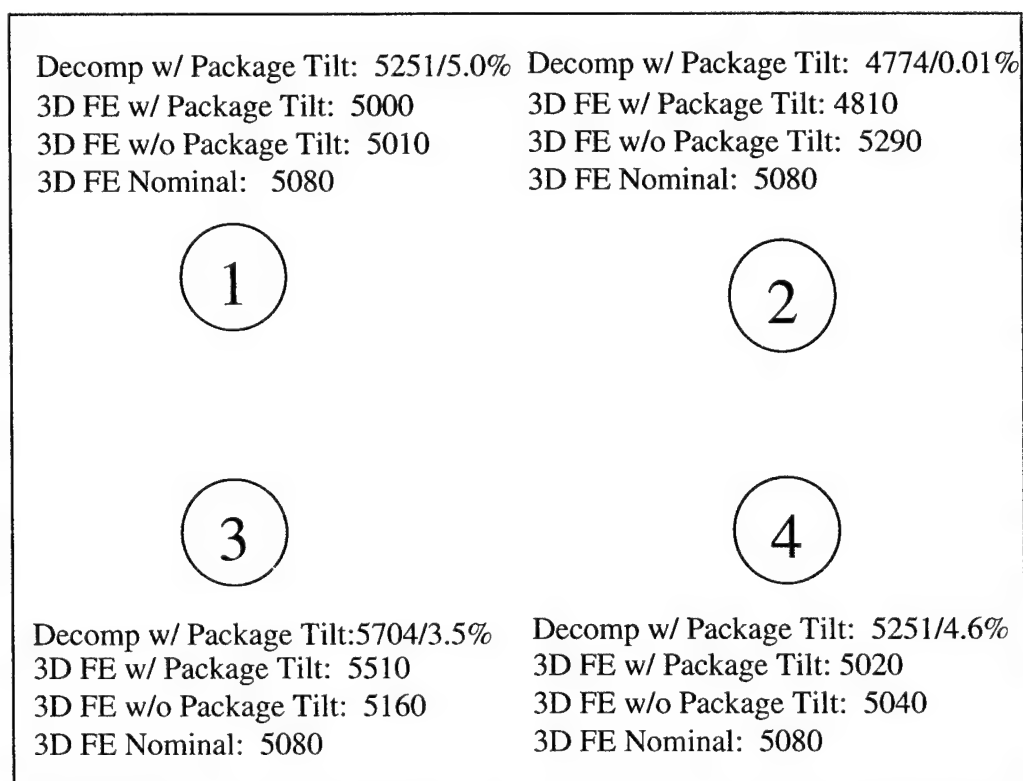 Decomp w/ Package Tilt: 5251/5.0%
3D FE w/ Package Tilt: 5000
3D FE w/o Package Tilt: 5010
3D FE Nominal: 5080
Decomp w/ Package Tilt: 4774/0.01%
3D FE w/ Package Tilt: 4810
3D FE w/o Package Tilt: 5290
3D FE Nominal: 5080
1
2
3
4
Decomp w/ Package Tilt:5704/3.5%
3D FE w/ Package Tilt: 5510
3D FE w/o Package Tilt: 5160
3D FE Nominal: 5080
Decomp w/ Package Tilt: 5251/4.6%
3D FE w/ Package Tilt: 5020
3D FE w/o Package Tilt: 5040
3D FE Nominal: 5080